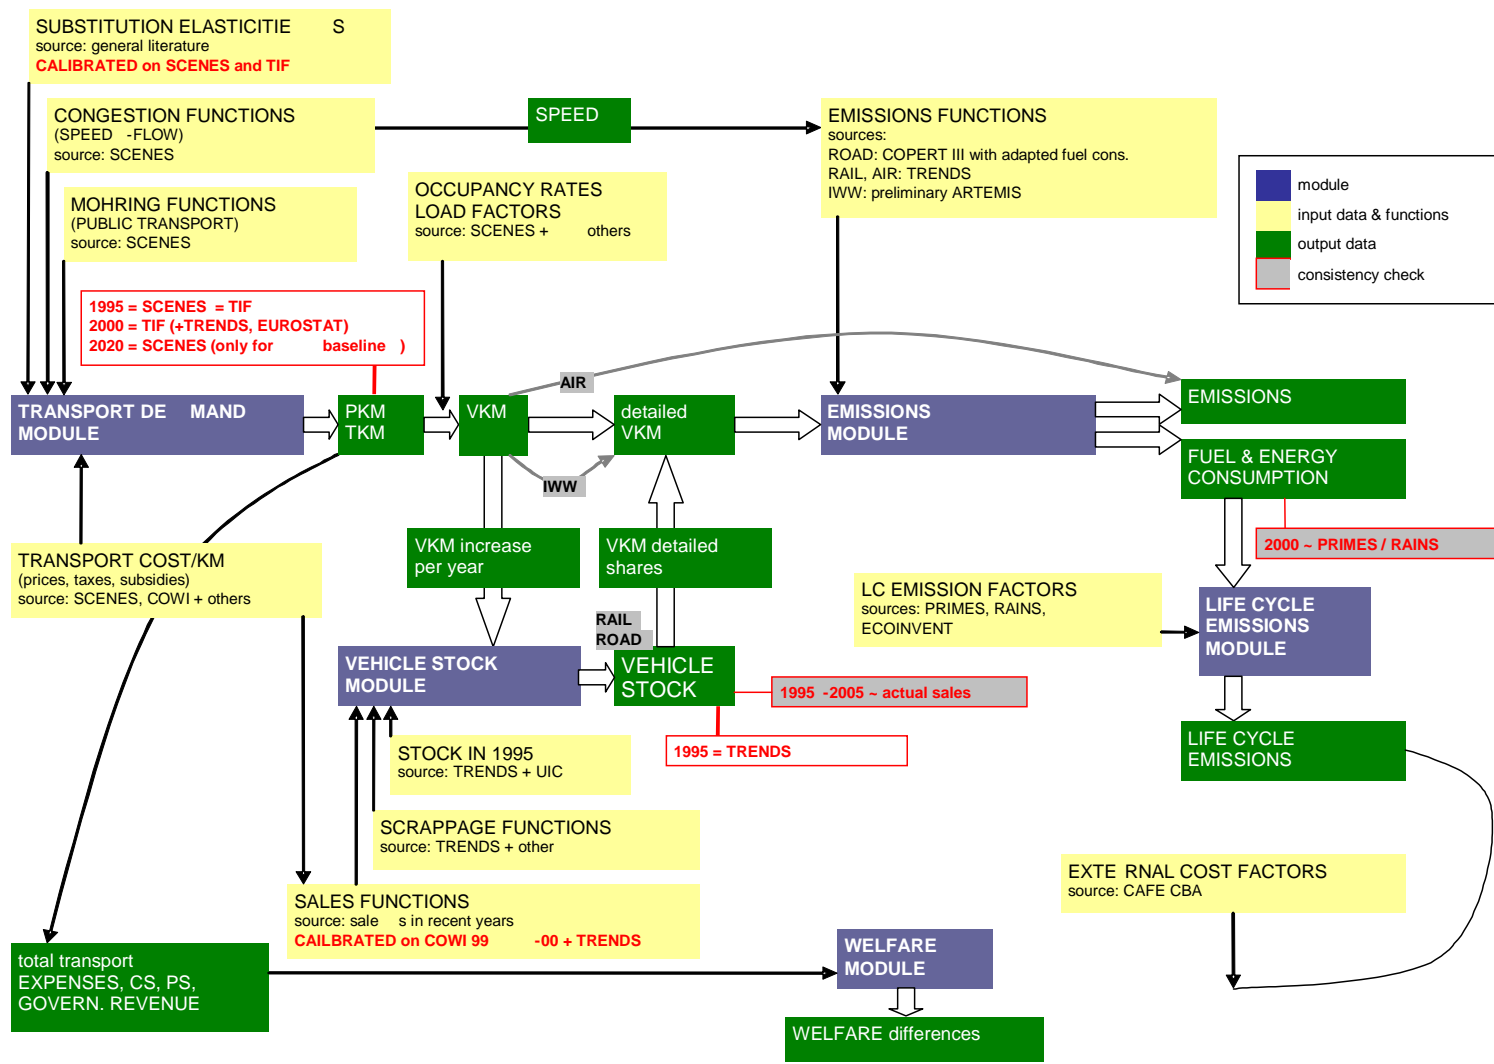 SUBSTITUTION ELASTICITIE S
source: general literature
CALIBRATED on SCENES and TIF
CONGESTION FUNCTIONS
(SPEED -FLOW)
source: SCENES
SPEED
EMISSIONS FUNCTIONS
sources:
ROAD: COPERT III with adapted fuel cons.
RAIL, AIR: TRENDS
IWW: preliminary ARTEMIS
module
input data & functions
output data
consistency check
MOHRING FUNCTIONS
(PUBLIC TRANSPORT)
source: SCENES
OCCUPANCY RATES
LOAD FACTORS
source: SCENES + others
1995 = SCENES = TIF
2000 = TIF (+TRENDS, EUROSTAT)
2020 = SCENES (only for baseline )
AIR
TRANSPORT DE MAND
MODULE
PKM
TKM
VKM
detailed
VKM
EMISSIONS
MODULE
EMISSIONS
FUEL & ENERGY
CONSUMPTION
IWW
VKM increase
per year
VKM detailed
shares
2000 ~ PRIMES / RAINS
TRANSPORT COST/KM
(prices, taxes, subsidies)
source: SCENES, COWI + others
LC EMISSION FACTORS
sources: PRIMES, RAINS,
ECOINVENT
LIFE CYCLE
EMISSIONS
MODULE
RAIL
ROAD
VEHICLE STOCK
MODULE
VEHICLE
STOCK
1995 -2005 ~ actual sales
1995 = TRENDS
STOCK IN 1995
source: TRENDS + UIC
LIFE CYCLE
EMISSIONS
SCRAPPAGE FUNCTIONS
source: TRENDS + other
EXTE RNAL COST FACTORS
source: CAFE CBA
SALES FUNCTIONS
source: sale s in recent years
CAILBRATED on COWI 99 -00 + TRENDS
total transport
EXPENSES, CS, PS,
GOVERN. REVENUE
WELFARE
MODULE
WELFARE differences